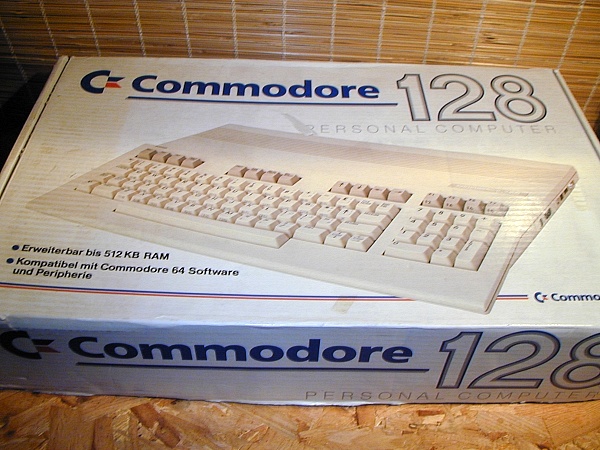 Commodore 128
PERSONAL COMPUTER
• Erweiterbar bis 512 KB RAM
• Kompatibel mit Commodore 64 Software
und Peripherie
Commo
Commodore 128
PERSONAL COMPUTER